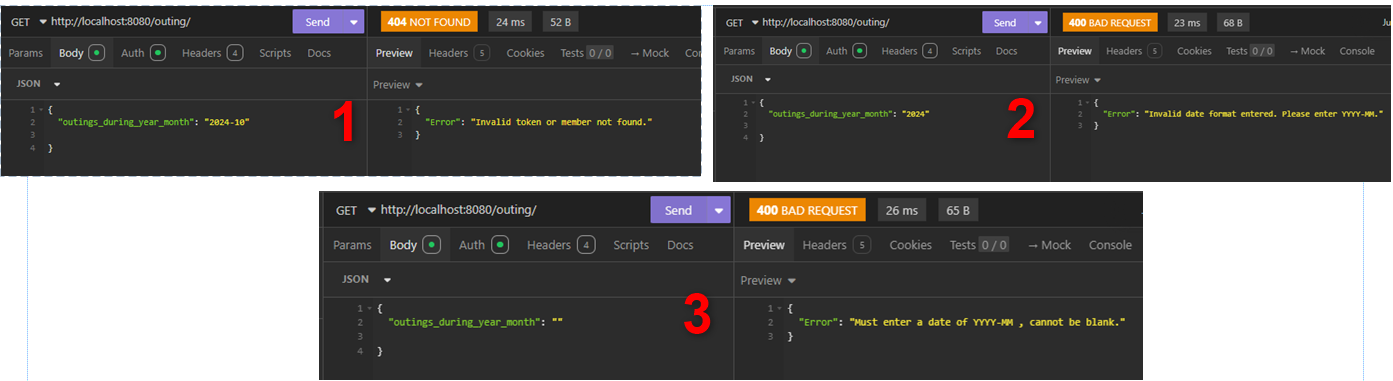 GET http://localhost:8080/outing/ Send 404 NOT FOUND 24 ms 52 B
Params Body Auth Headers 4 Scripts Docs Preview Headers 5 Cookies Tests 0 / 0 → Mock Con
JSON Preview
1 {
2 "outings_during_year_month": "2024-10"
3
4 }
1 {
2 "Error": "Invalid token or member not found."
3 }
1
GET http://localhost:8080/outing/ Send 400 BAD REQUEST 23 ms 68 B Ju
Params Body Auth Headers 4 Scripts Docs Preview Headers 5 Cookies Tests 0 / 0 → Mock Console
JSON Preview
1 {
2 "outings_during_year_month": "2024"
3
4 }
1 {
2 "Error": "Invalid date format entered. Please enter YYYY-MM."
3 }
2
GET http://localhost:8080/outing/ Send 400 BAD REQUEST 26 ms 65 B
Params Body Auth Headers 4 Scripts Docs Preview Headers 5 Cookies Tests 0 / 0 → Mock Console
JSON Preview
1 {
2 "outings_during_year_month": ""
3
4 }
1 {
2 "Error": "Must enter a date of YYYY-MM , cannot be blank."
3 }
3